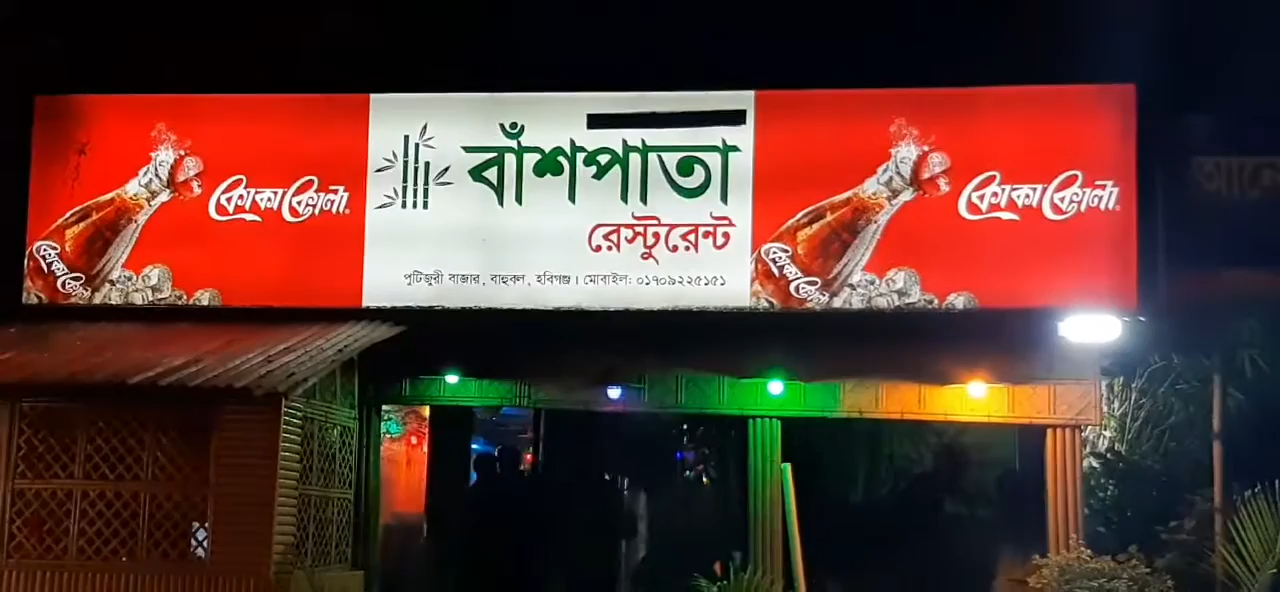 কোকা-কোলা
কোকা-কোলা
বাঁশপাতা
রেস্টুরেন্ট
পুটিজুরী বাজার, বাহুবল, হবিগঞ্জ। মোবাইল: ০১৭০৯২২৫১৫১
কোকা-কোলা
কোকা-কোলা